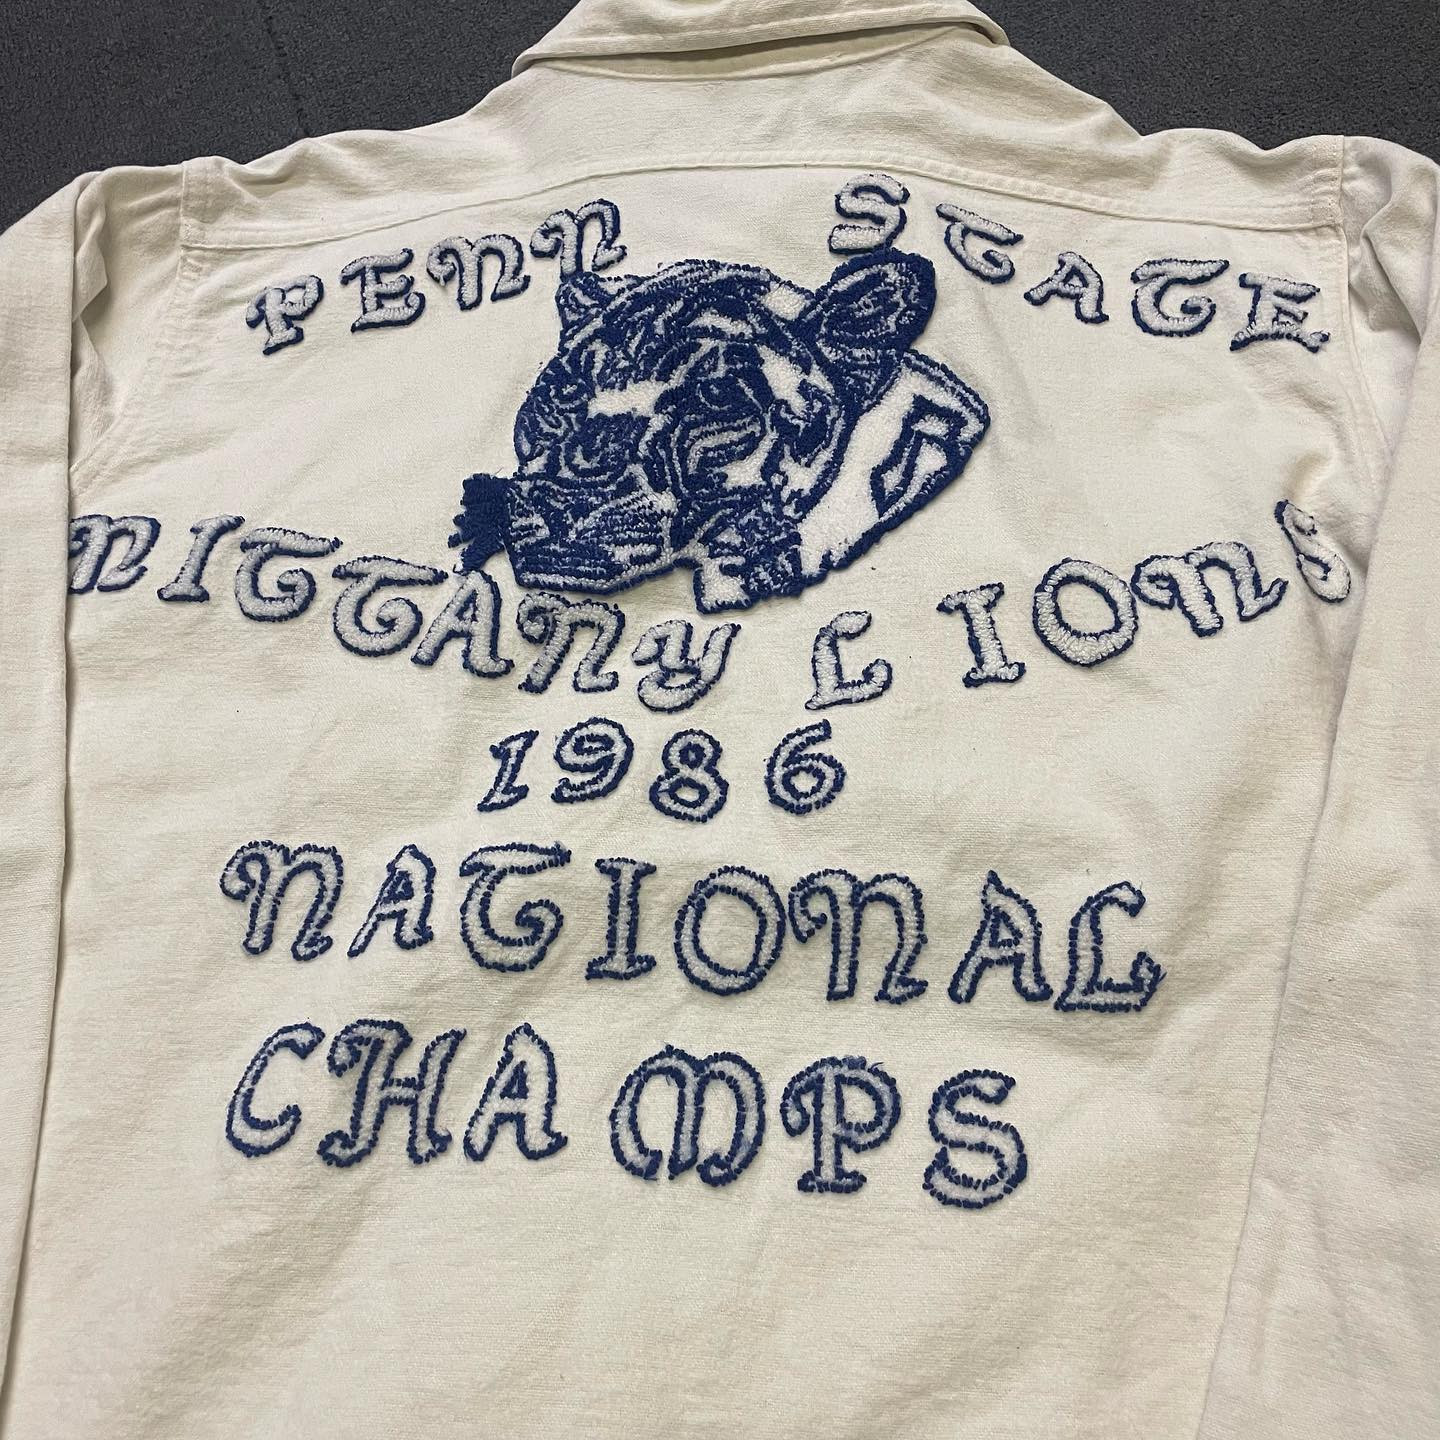 PENN STATE
NITTANY LIONS
1986
NATIONAL
CHAMPS